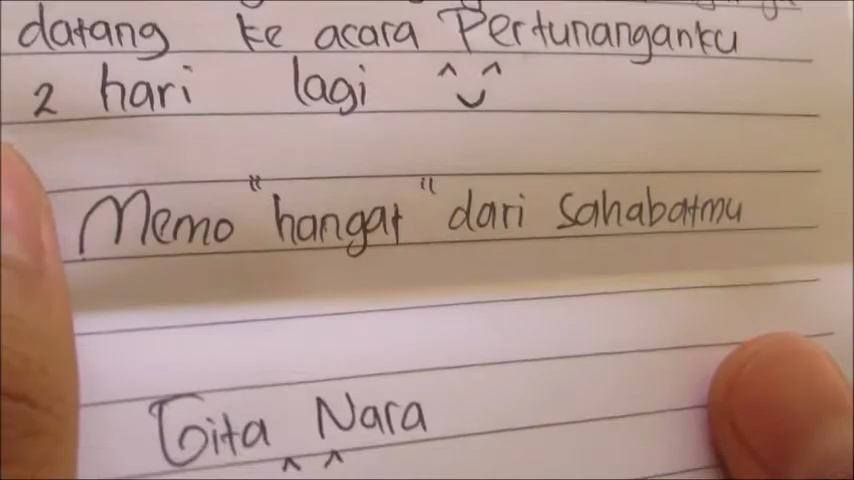 datang ke acara Pertunanganku
2 hari lagi ^‿^
Memo "hangat" dari Sahabatmu
Gita Nara
^ ^